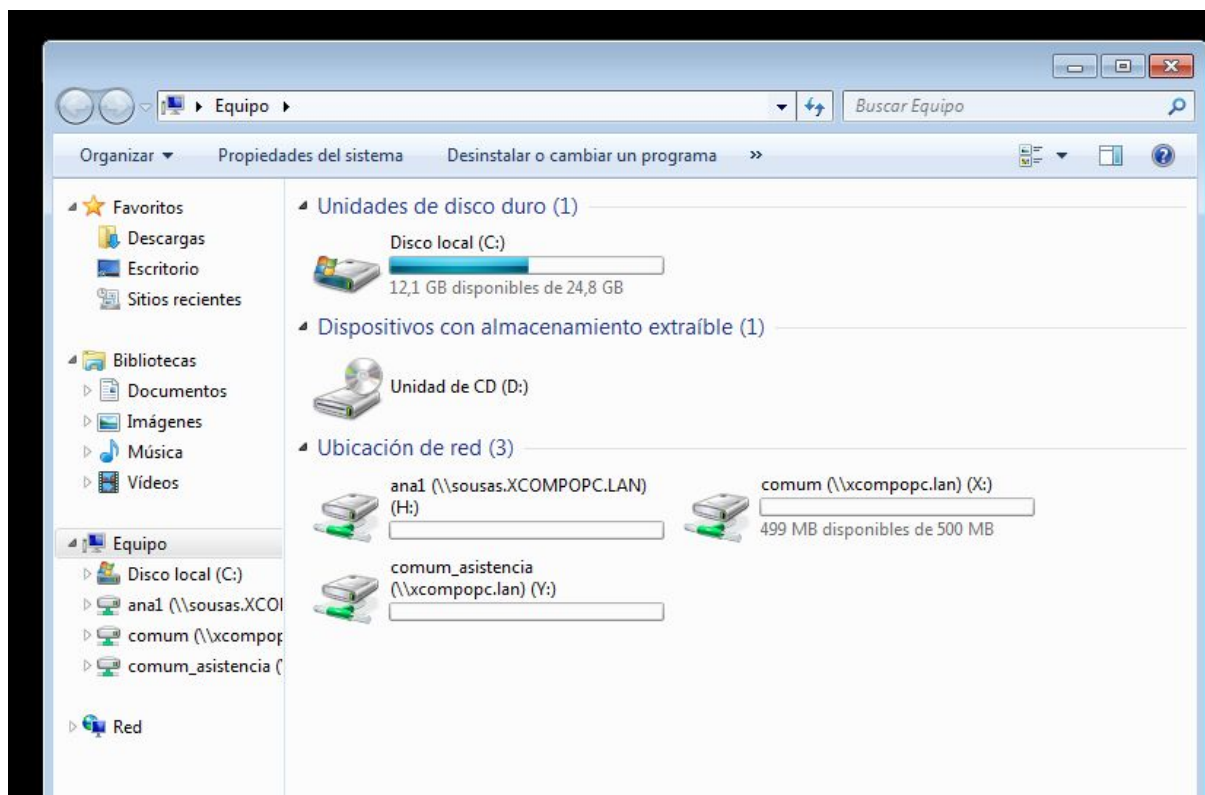 Equipo
Buscar Equipo
Organizar
Propiedades del sistema
Desinstalar o cambiar un programa
»
Favoritos
Descargas
Escritorio
Sitios recientes
Bibliotecas
Documentos
Imágenes
Música
Vídeos
Equipo
Disco local (C:)
ana1 (\\sousas.XCOI
comum (\\xcompop
comum_asistencia (
Red
Unidades de disco duro (1)
Disco local (C:)
12,1 GB disponibles de 24,8 GB
Dispositivos con almacenamiento extraíble (1)
Unidad de CD (D:)
Ubicación de red (3)
ana1 (\\sousas.XCOMPOPC.LAN)
(H:)
comum (\\xcompopc.lan) (X:)
499 MB disponibles de 500 MB
comum_asistencia
(\\xcompopc.lan) (Y:)